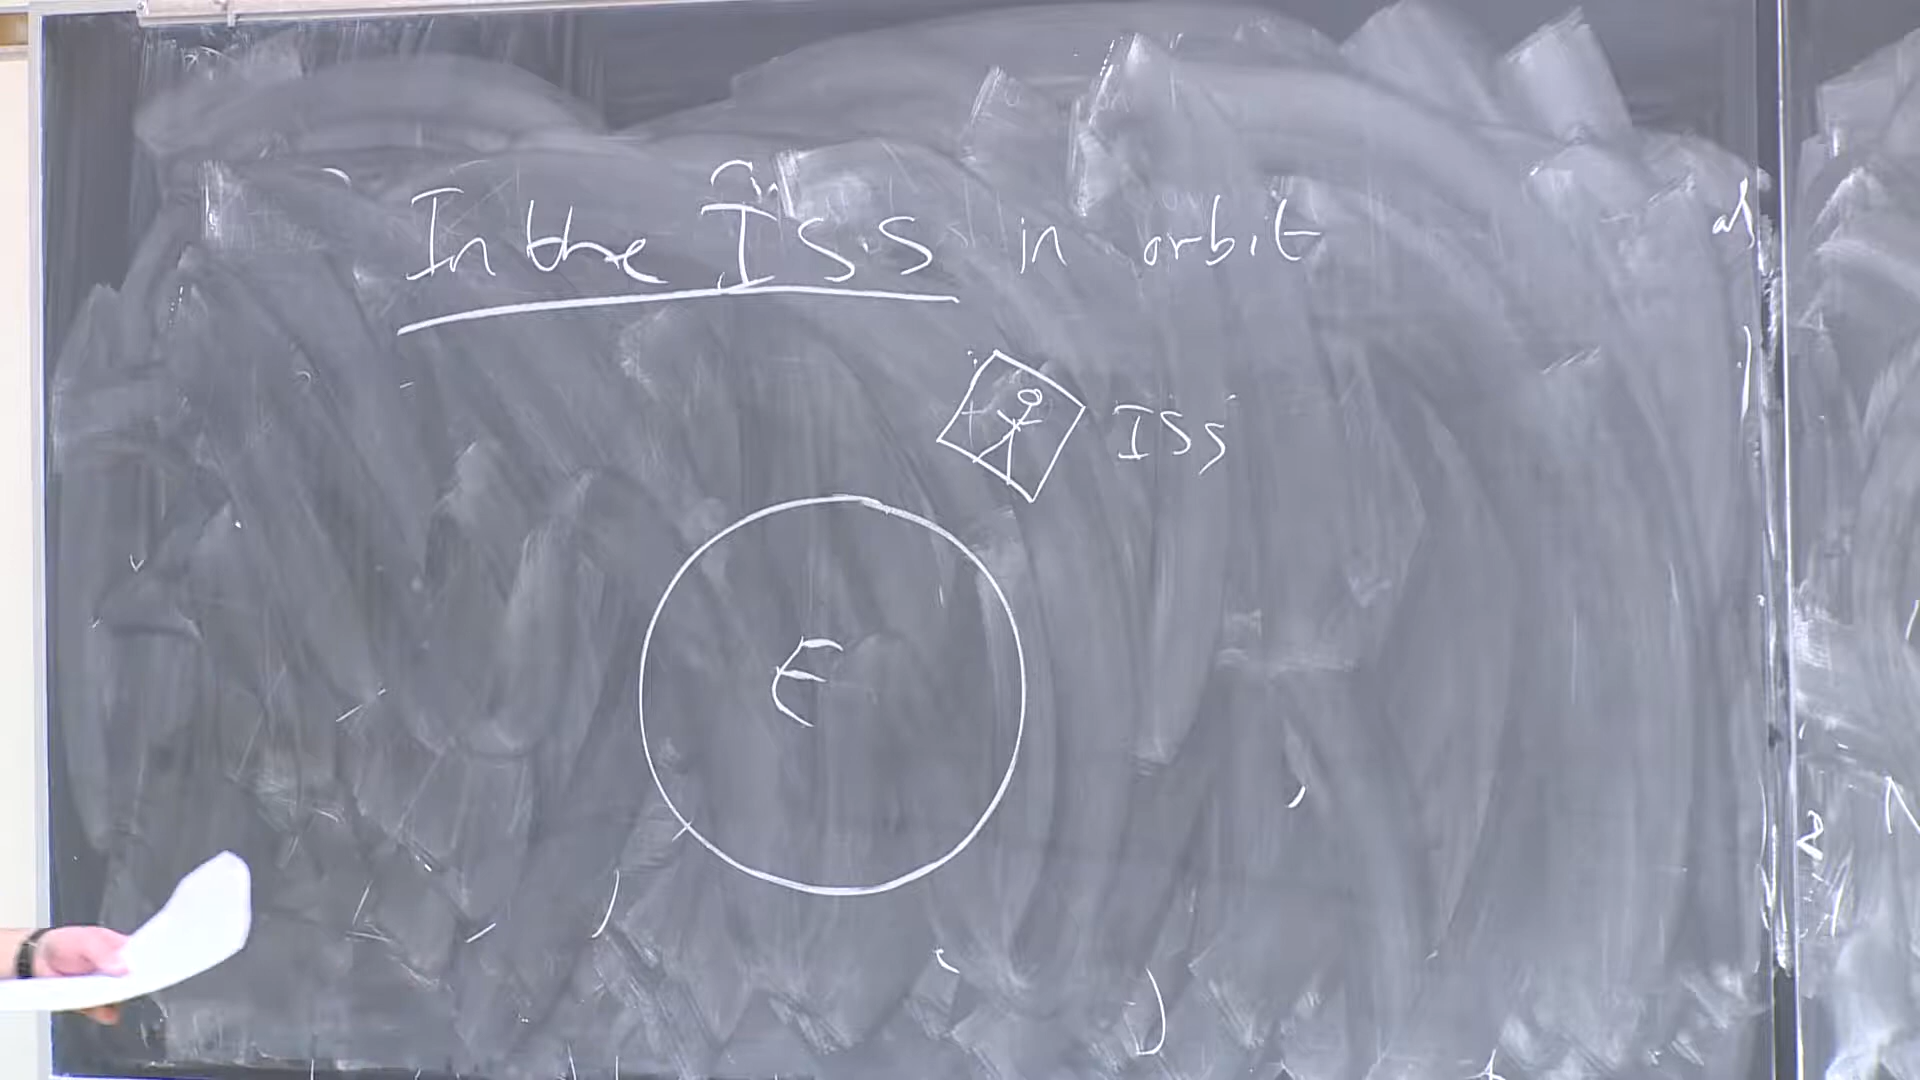 In the ISS in orbit
ISS
E